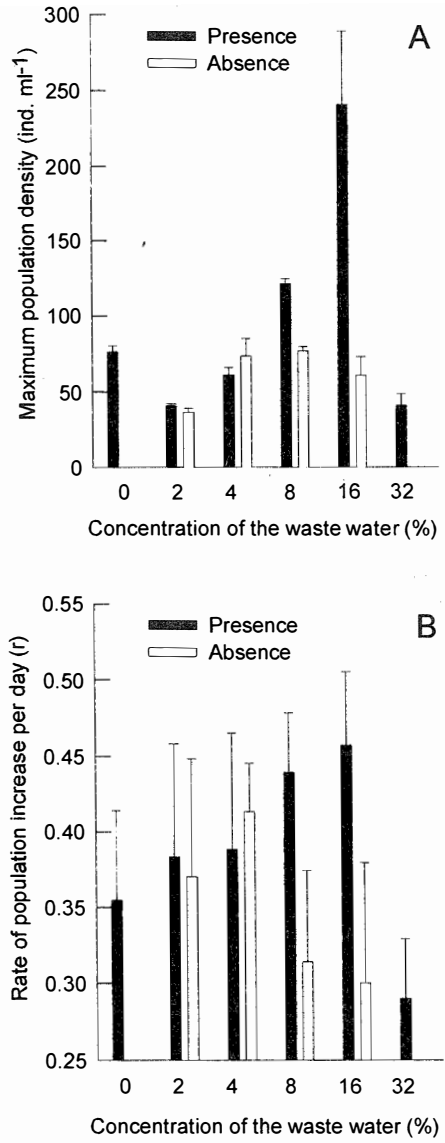 A
Presence
Absence
Maximum population density (ind. ml-1)
300
250
200
150
100
50
0
0 2 4 8 16 32
Concentration of the waste water (%)
B
Presence
Absence
Rate of population increase per day (r)
0.55
0.50
0.45
0.40
0.35
0.30
0.25
0 2 4 8 16 32
Concentration of the waste water (%)